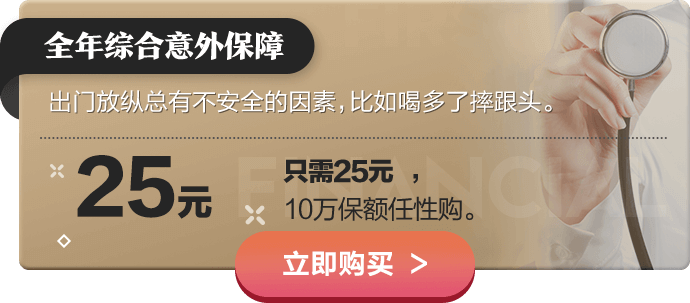 全年综合意外保障
出门放纵总有不安全的因素，比如喝多了摔跟头。
25元
只需25元 ，
10万保额任性购。
FINANCIAL
立即购买 >